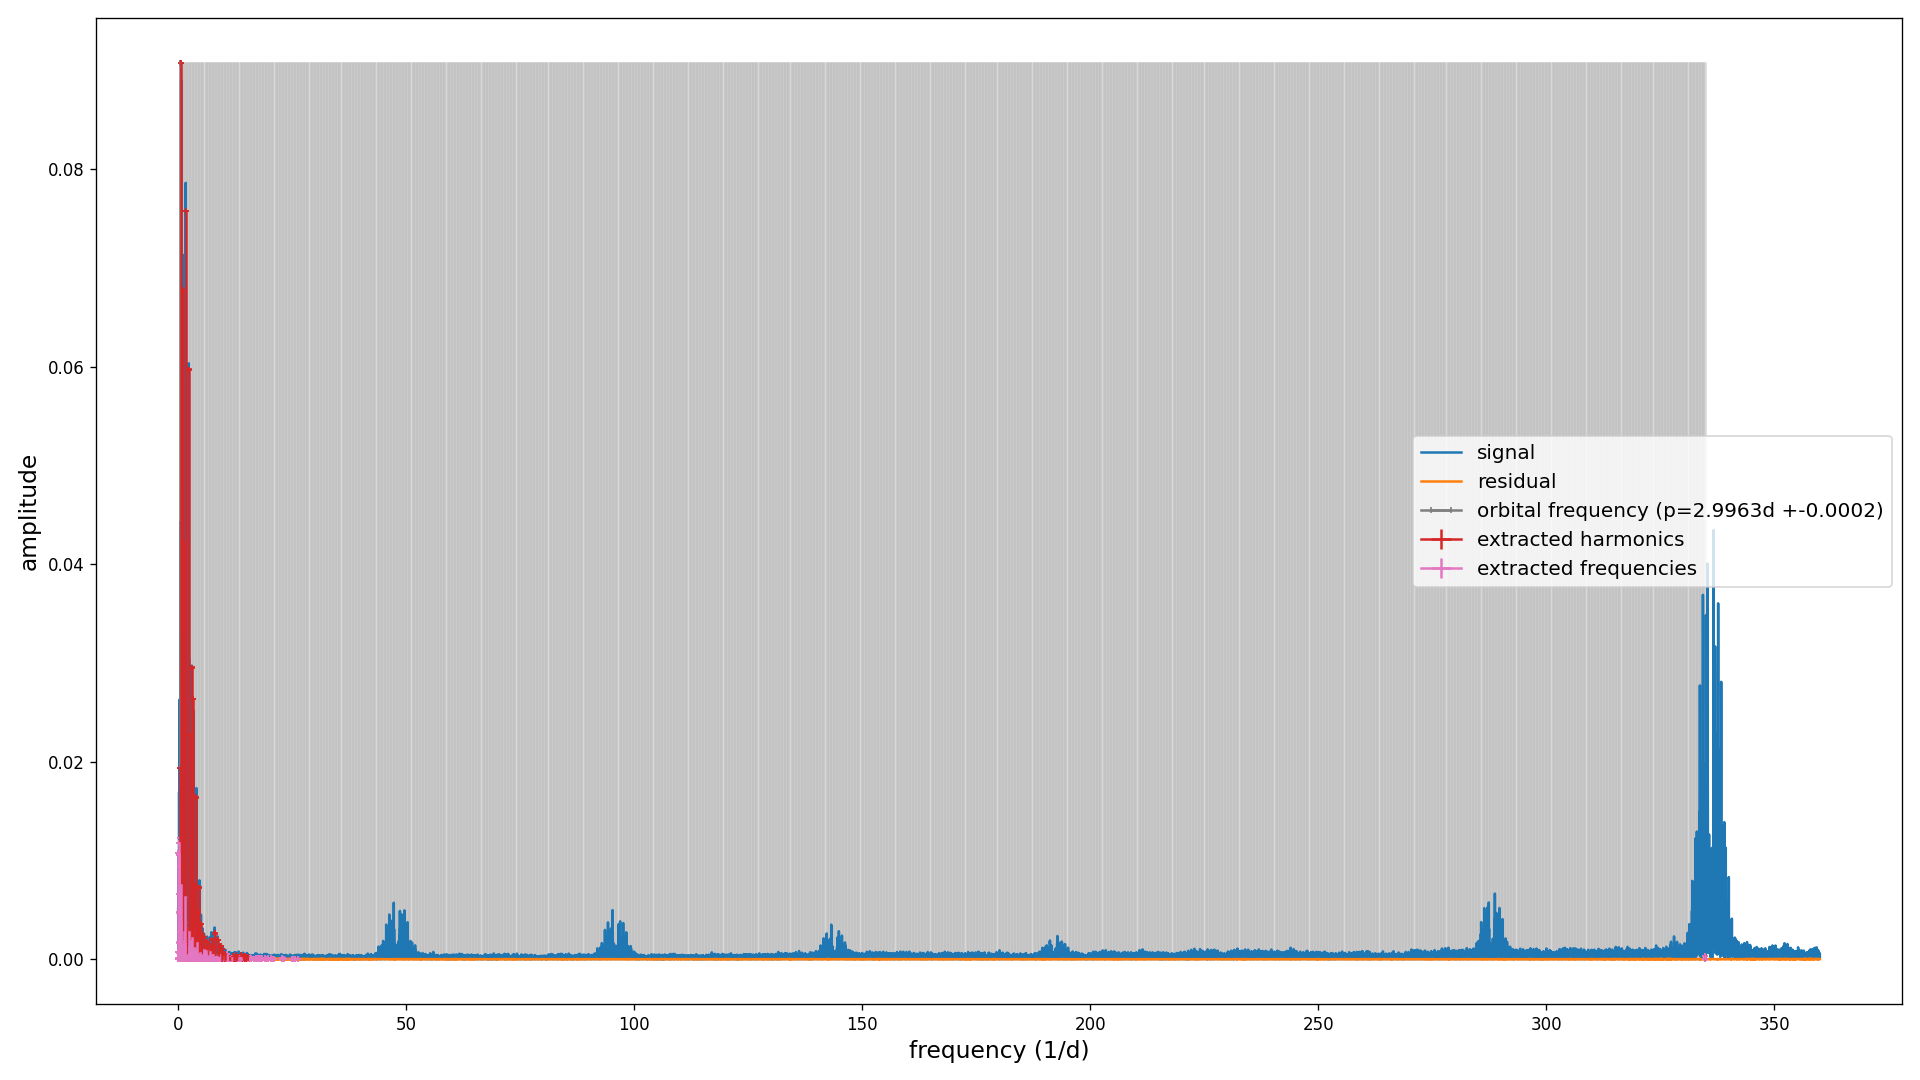 amplitude
0.08
0.06
0.04
0.02
0.00
signal
residual
orbital frequency (p=2.9963d +-0.0002)
extracted harmonics
extracted frequencies
0 50 100 150 200 250 300 350
frequency (1/d)